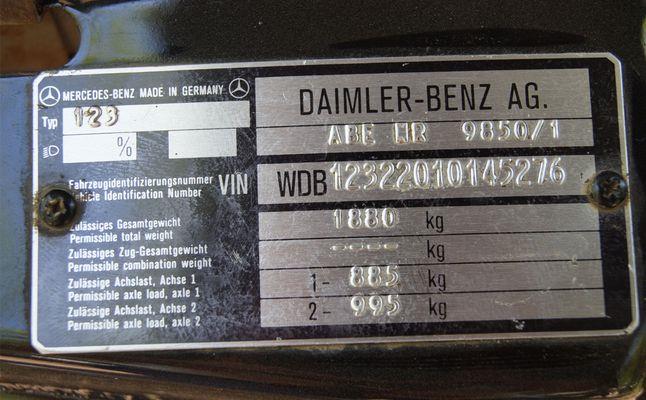 MERCEDES-BENZ MADE IN GERMANY
DAIMLER-BENZ AG.
Typ 123
ABE NR 9850/1
%
Fahrzeugidentifizierungsnummer
Vehicle Identification Number
VIN
WDB12322010145276
Zulässiges Gesamtgewicht
Permissible total weight
1880 kg
Zulässiges Zug-Gesamtgewicht
Permissible combination weight
---- kg
Zulässige Achslast, Achse 1
Permissible axle load, axle 1
1- 885 kg
Zulässige Achslast, Achse 2
Permissible axle load, axle 2
2- 995 kg